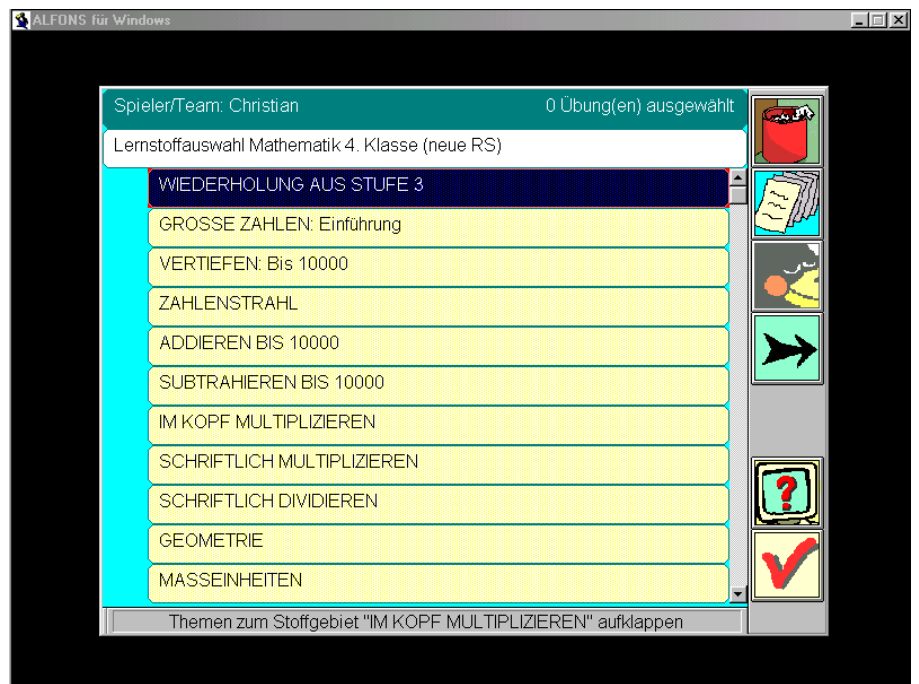 ALFONS für Windows
Spieler/Team: Christian 0 Übung(en) ausgewählt
Lernstoffauswahl Mathematik 4. Klasse (neue RS)
WIEDERHOLUNG AUS STUFE 3
GROSSE ZAHLEN: Einführung
VERTIEFEN: Bis 10000
ZAHLENSTRAHL
ADDIEREN BIS 10000
SUBTRAHIEREN BIS 10000
IM KOPF MULTIPLIZIEREN
SCHRIFTLICH MULTIPLIZIEREN
SCHRIFTLICH DIVIDIEREN
GEOMETRIE
MASSEINHEITEN
?
Themen zum Stoffgebiet "IM KOPF MULTIPLIZIEREN" aufklappen